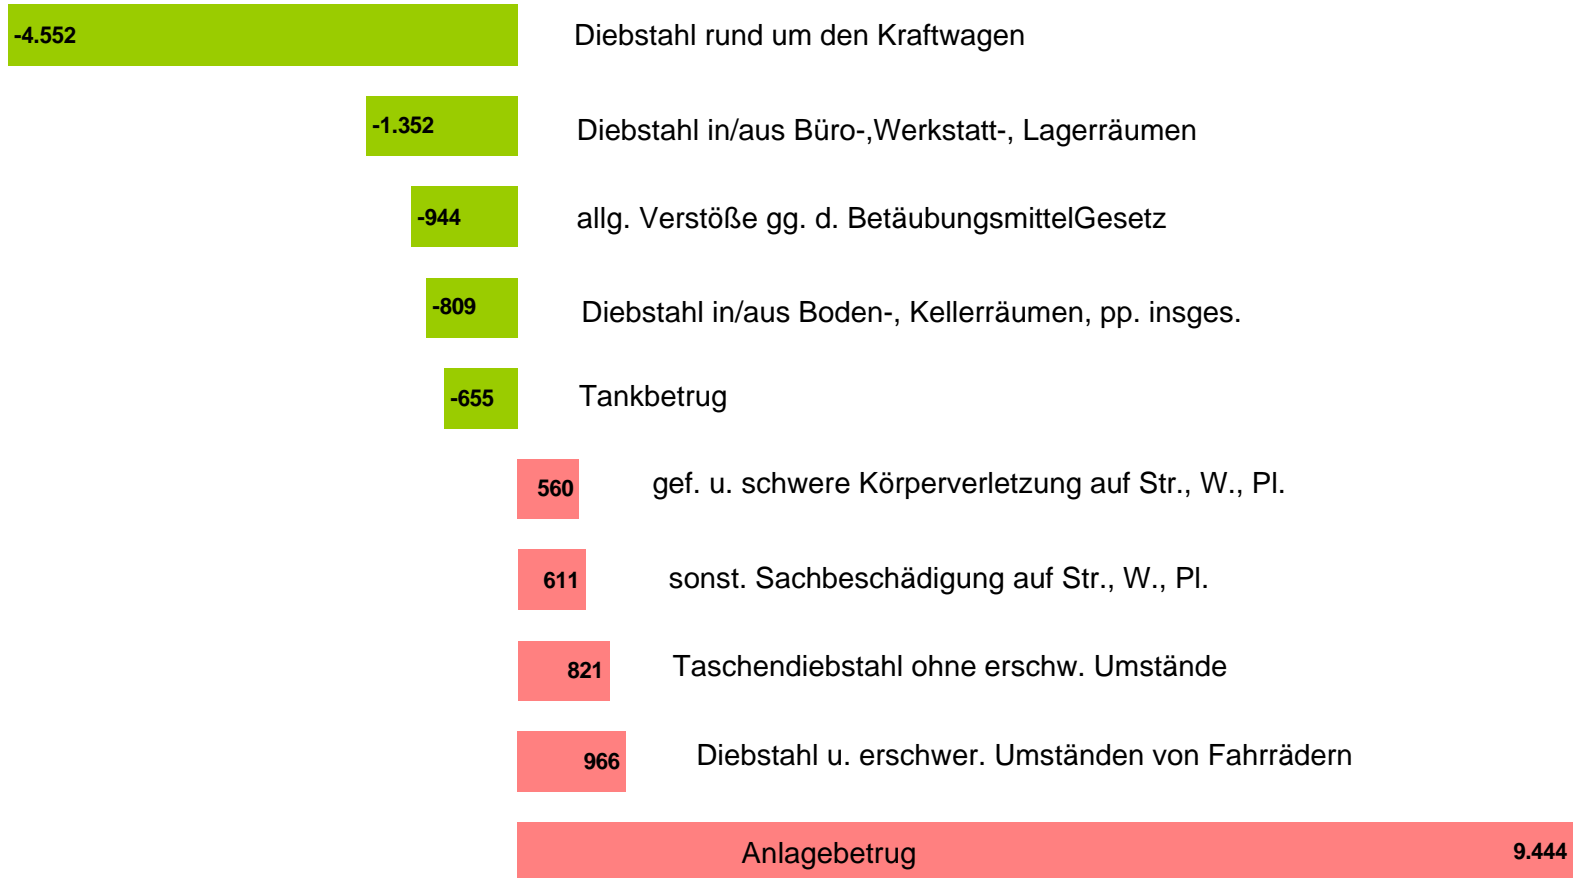 -4.552 Diebstahl rund um den Kraftwagen
-1.352 Diebstahl in/aus Büro-,Werkstatt-, Lagerräumen
-944 allg. Verstöße gg. d. BetäubungsmittelGesetz
-809 Diebstahl in/aus Boden-, Kellerräumen, pp. insges.
-655 Tankbetrug
560 gef. u. schwere Körperverletzung auf Str., W., Pl.
611 sonst. Sachbeschädigung auf Str., W., Pl.
821 Taschendiebstahl ohne erschw. Umstände
966 Diebstahl u. erschwer. Umständen von Fahrrädern
Anlagebetrug 9.444